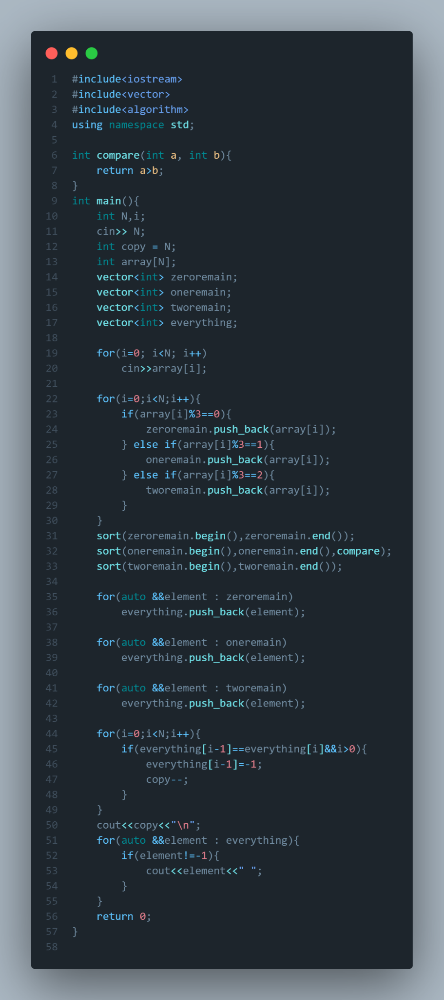 1 #include<iostream>
2 #include<vector>
3 #include<algorithm>
4 using namespace std;
5
6 int compare(int a, int b){
7     return a>b;
8 }
9 int main(){
10     int N,i;
11     cin>> N;
12     int copy = N;
13     int array[N];
14     vector<int> zeroremain;
15     vector<int> oneremain;
16     vector<int> tworemain;
17     vector<int> everything;
18
19     for(i=0; i<N; i++)
20         cin>>array[i];
21
22     for(i=0;i<N;i++){
23         if(array[i]%3==0){
24             zeroremain.push_back(array[i]);
25         } else if(array[i]%3==1){
26             oneremain.push_back(array[i]);
27         } else if(array[i]%3==2){
28             tworemain.push_back(array[i]);
29         }
30     }
31     sort(zeroremain.begin(),zeroremain.end());
32     sort(oneremain.begin(),oneremain.end(),compare);
33     sort(tworemain.begin(),tworemain.end());
34
35     for(auto &&element : zeroremain)
36         everything.push_back(element);
37
38     for(auto &&element : oneremain)
39         everything.push_back(element);
40
41     for(auto &&element : tworemain)
42         everything.push_back(element);
43
44     for(i=0;i<N;i++){
45         if(everything[i-1]==everything[i]&&i>0){
46             everything[i-1]=-1;
47             copy--;
48         }
49     }
50     cout<<copy<<"\n";
51     for(auto &&element : everything){
52         if(element!=-1){
53             cout<<element<<" ";
54         }
55     }
56     return 0;
57 }
58